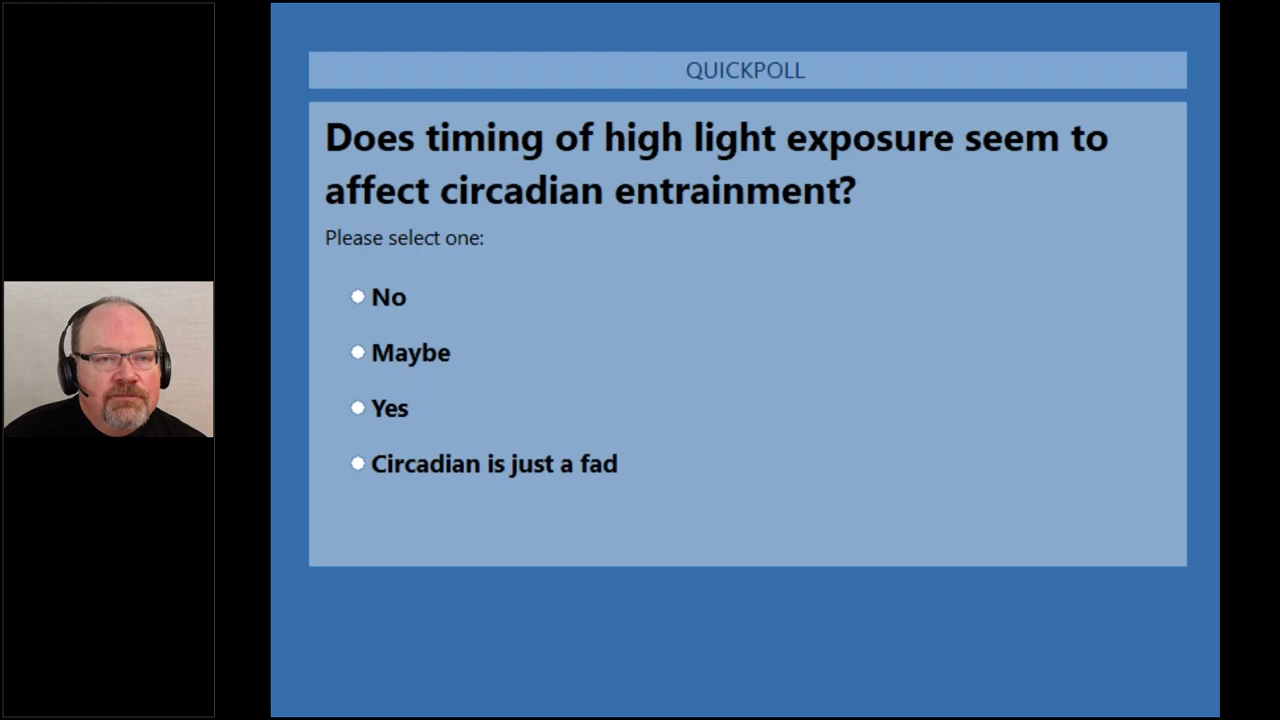 QUICKPOLL
Does timing of high light exposure seem to
affect circadian entrainment?
Please select one:
No
Maybe
Yes
Circadian is just a fad